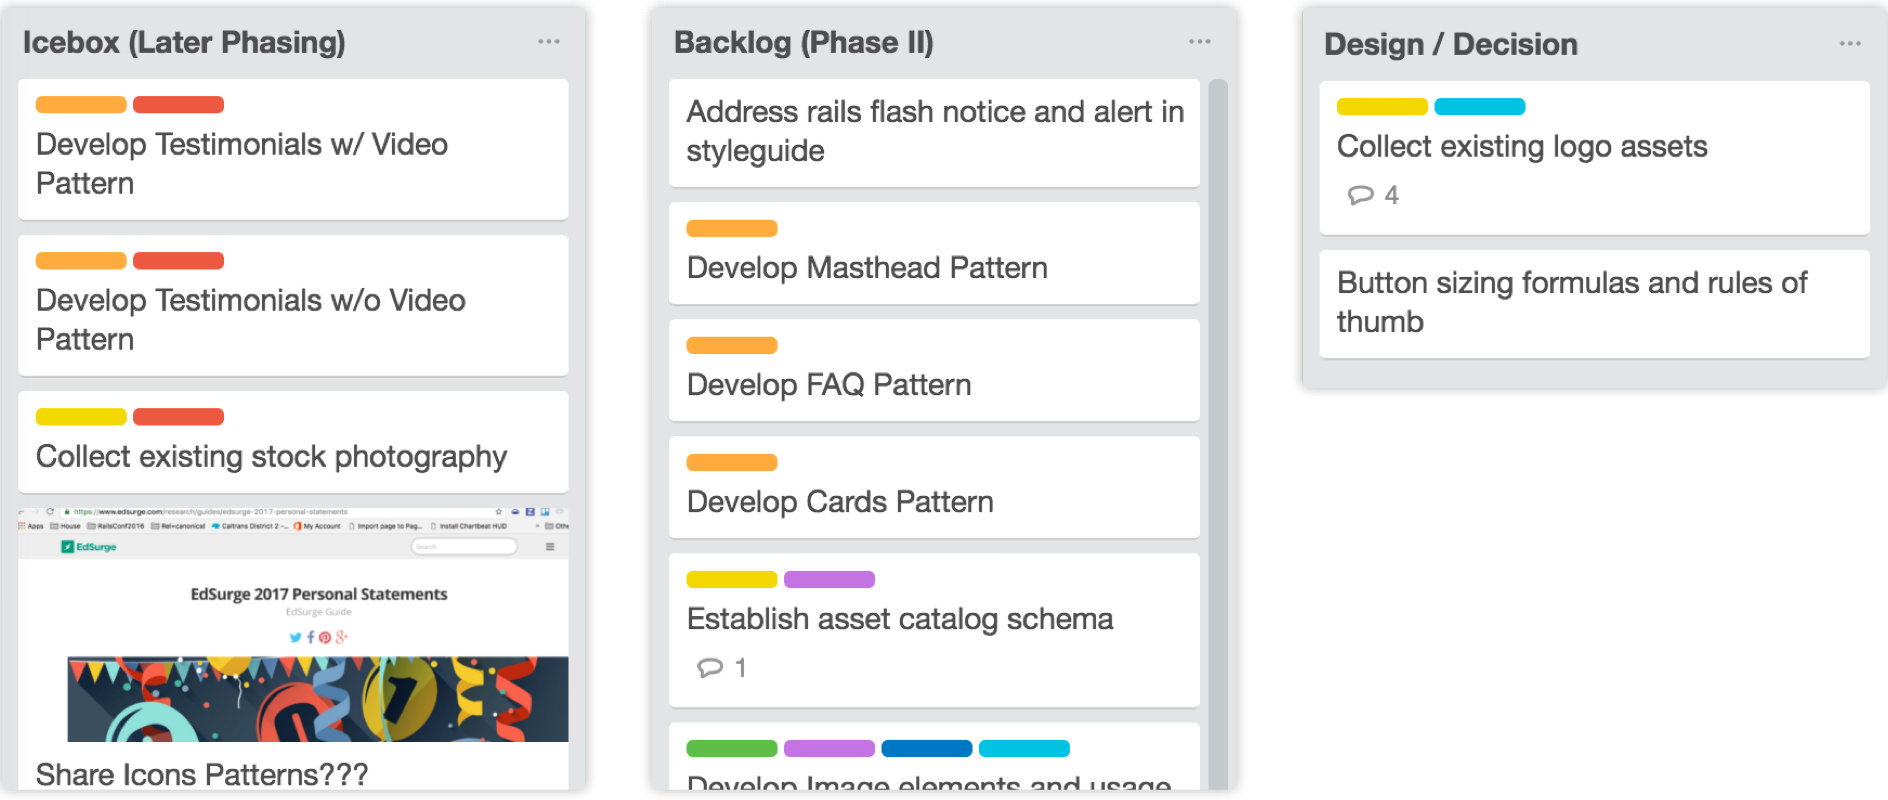 Icebox (Later Phasing)
Develop Testimonials w/ Video
Pattern
Develop Testimonials w/o Video
Pattern
Collect existing stock photography
https://www.edsurge.com/research/guides/edsurge-2017-personal-statements
Apps House RailsConf2016 Rel=canonical Caltrans District 2 -... My Account Import page to Pag... Install Chartbeat HUD » Othe
EdSurge
Search
EdSurge 2017 Personal Statements
EdSurge Guide
Share Icons Patterns???
Backlog (Phase II)
Address rails flash notice and alert in
styleguide
Develop Masthead Pattern
Develop FAQ Pattern
Develop Cards Pattern
Establish asset catalog schema
1
Develop Image elements and usage
Design / Decision
Collect existing logo assets
4
Button sizing formulas and rules of
thumb